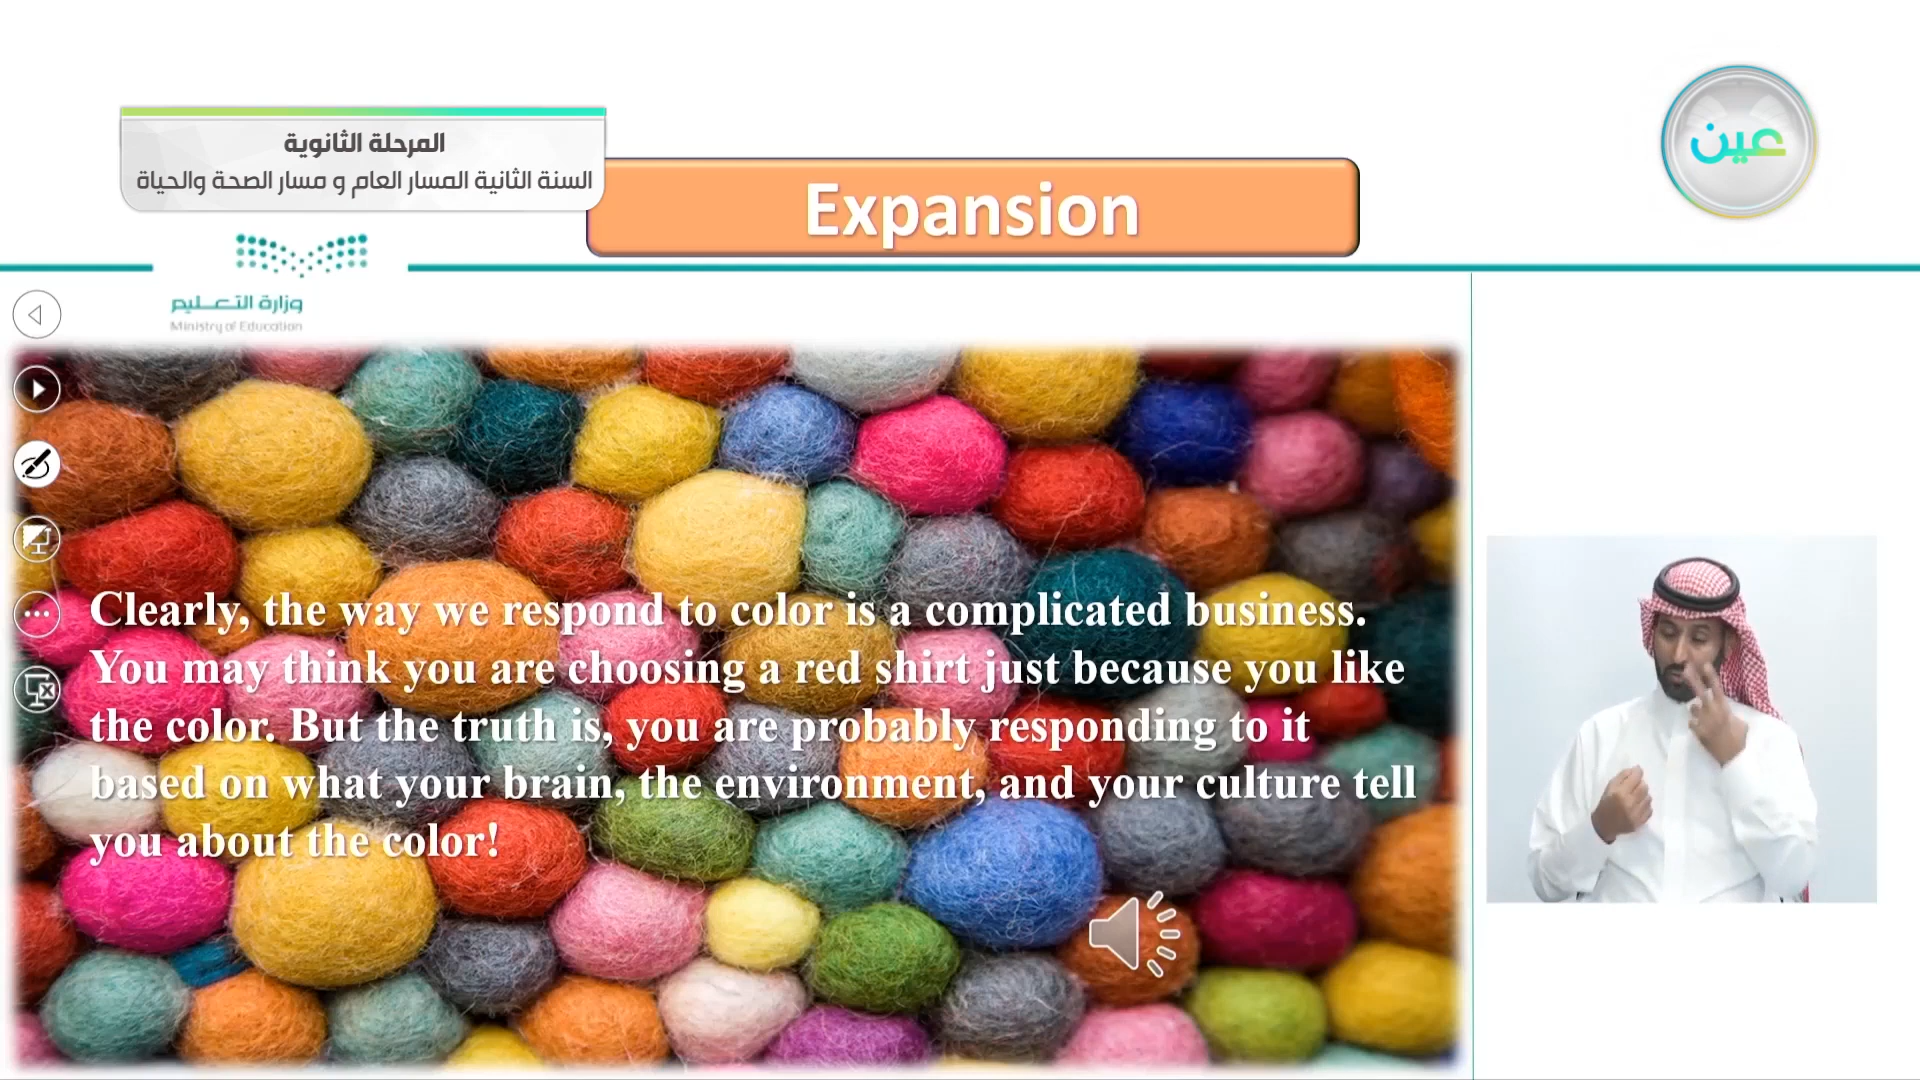 المرحلة الثانوية
السنة الثانية المسار العام و مسار الصحة والحياة
عين
Expansion
وزارة التعليم
Ministry of Education
Clearly, the way we respond to color is a complicated business.
You may think you are choosing a red shirt just because you like
the color. But the truth is, you are probably responding to it
based on what your brain, the environment, and your culture tell
you about the color!